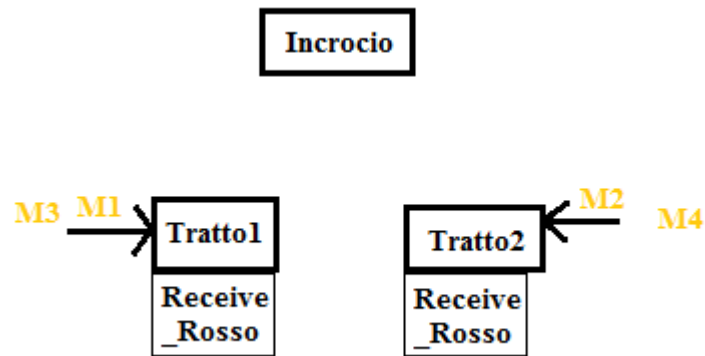 Incrocio
M3 M1
Tratto1
Receive
_Rosso
M2
M4
Tratto2
Receive
_Rosso